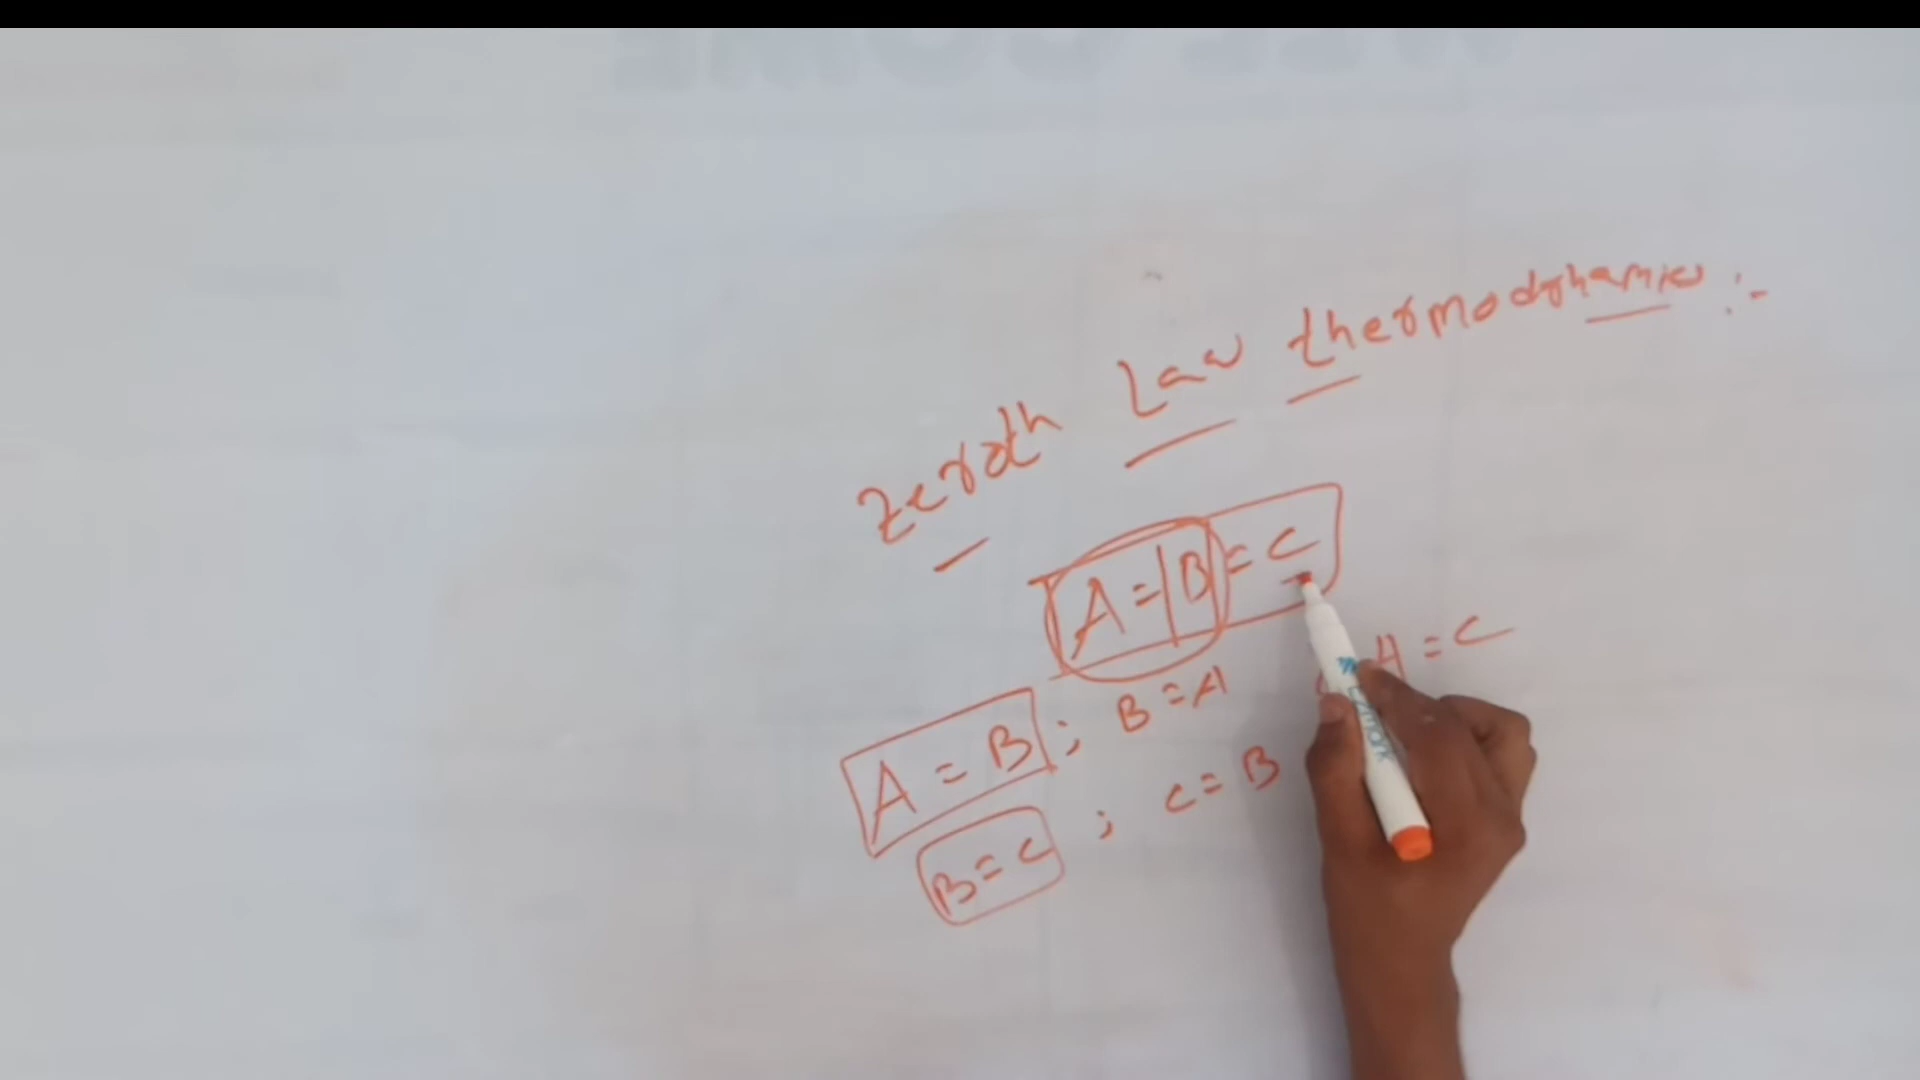 zeroth Law thermodynamics :-
A = B = C
A = B ; B = A
A = C
B = C ; C = B